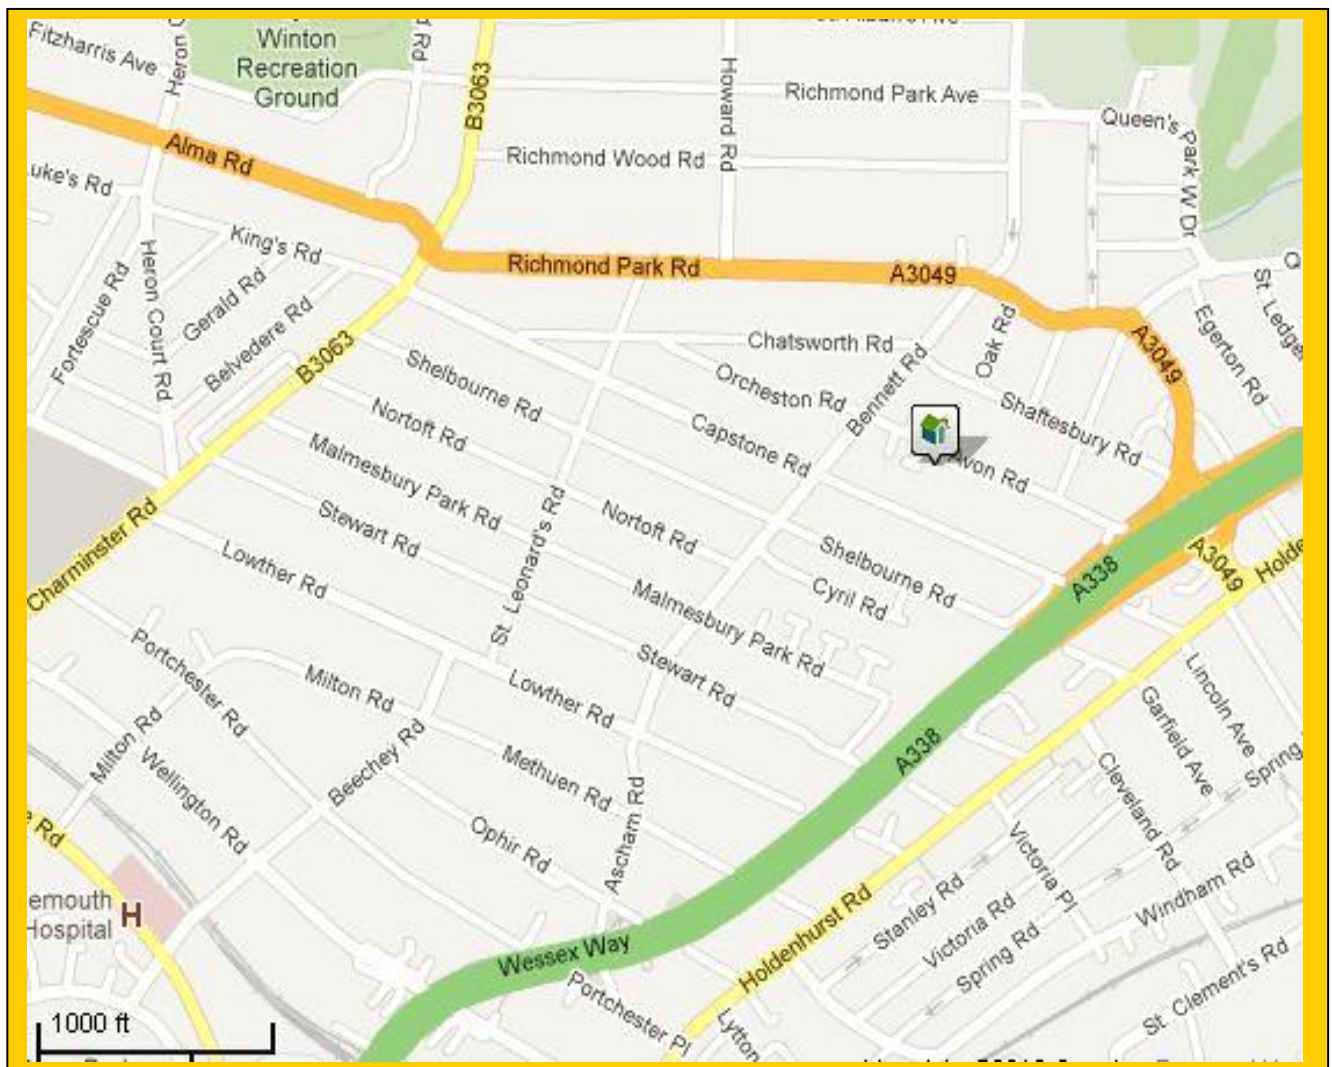 Fitzharris Ave
Winton
Recreation
Ground
Heron
Rd
B3063
Howard Rd
Richmond Park Ave
Queen's Park W Dr
Alma Rd
Richmond Wood Rd
uke's Rd
King's Rd
Heron Court Rd
Fortescue Rd
Gerald Rd
Belvedere Rd
B3063
Richmond Park Rd
A3049
Chatsworth Rd
Oak Rd
A3049
Egerton Rd
St. Ledger
Q
Shelbourne Rd
Orcheston Rd
Bennett Rd
Shaftesbury Rd
Nortoft Rd
Capstone Rd
Avon Rd
Malmesbury Park Rd
Stewart Rd
St. Leonard's Rd
Nortoft Rd
Shelbourne Rd
Cyril Rd
A338
A3049
Holde
Charminster Rd
Lowther Rd
Malmesbury Park Rd
Stewart Rd
Portchester Rd
Milton Rd
Lowther Rd
Lincoln Ave
Garfield Ave
Milton Rd
Wellington Rd
Beechey Rd
Methuen Rd
Ascham Rd
A338
Cleveland Rd
Spring
e Rd
Ophir Rd
Victoria Pl
Stanley Rd
Victoria Rd
Spring Rd
Windham Rd
emouth
Hospital
H
Wessex Way
Holdenhurst Rd
Portchester Pl
Lytton
St. Clement's Rd
1000 ft